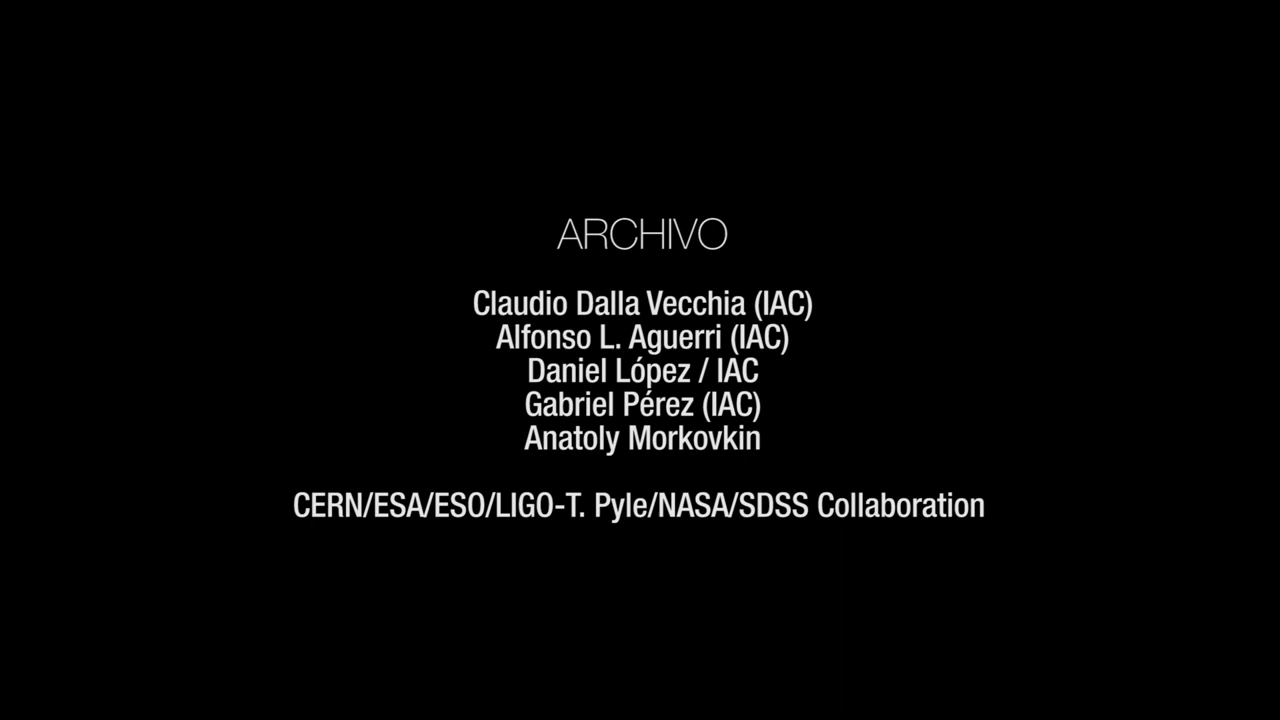 ARCHIVO
Claudio Dalla Vecchia (IAC)
Alfonso L. Aguerri (IAC)
Daniel López / IAC
Gabriel Pérez (IAC)
Anatoly Morkovkin
CERN/ESA/ESO/LIGO-T. Pyle/NASA/SDSS Collaboration